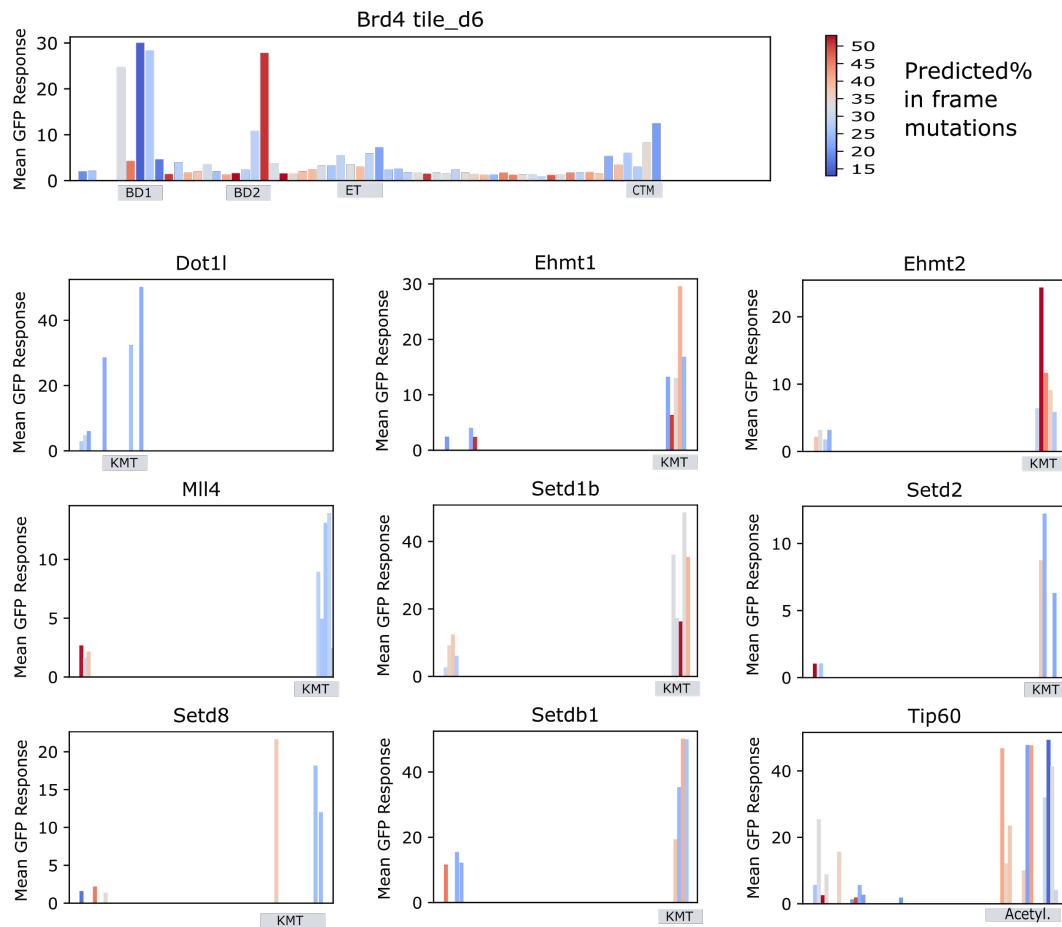 Brd4 tile_d6
Mean GFP Response
30
20
10
0
BD1
BD2
ET
CTM
50
45
40
35
30
25
20
15
Predicted%
in frame
mutations
Dot1l
Mean GFP Response
40
20
0
KMT
Ehmt1
Mean GFP Response
30
20
10
0
KMT
Ehmt2
Mean GFP Response
20
10
0
KMT
Mll4
Mean GFP Response
10
5
0
KMT
Setd1b
Mean GFP Response
40
20
0
KMT
Setd2
Mean GFP Response
10
5
0
KMT
Setd8
Mean GFP Response
20
15
10
5
0
KMT
Setdb1
Mean GFP Response
40
20
0
KMT
Tip60
Mean GFP Response
40
20
0
Acetyl.